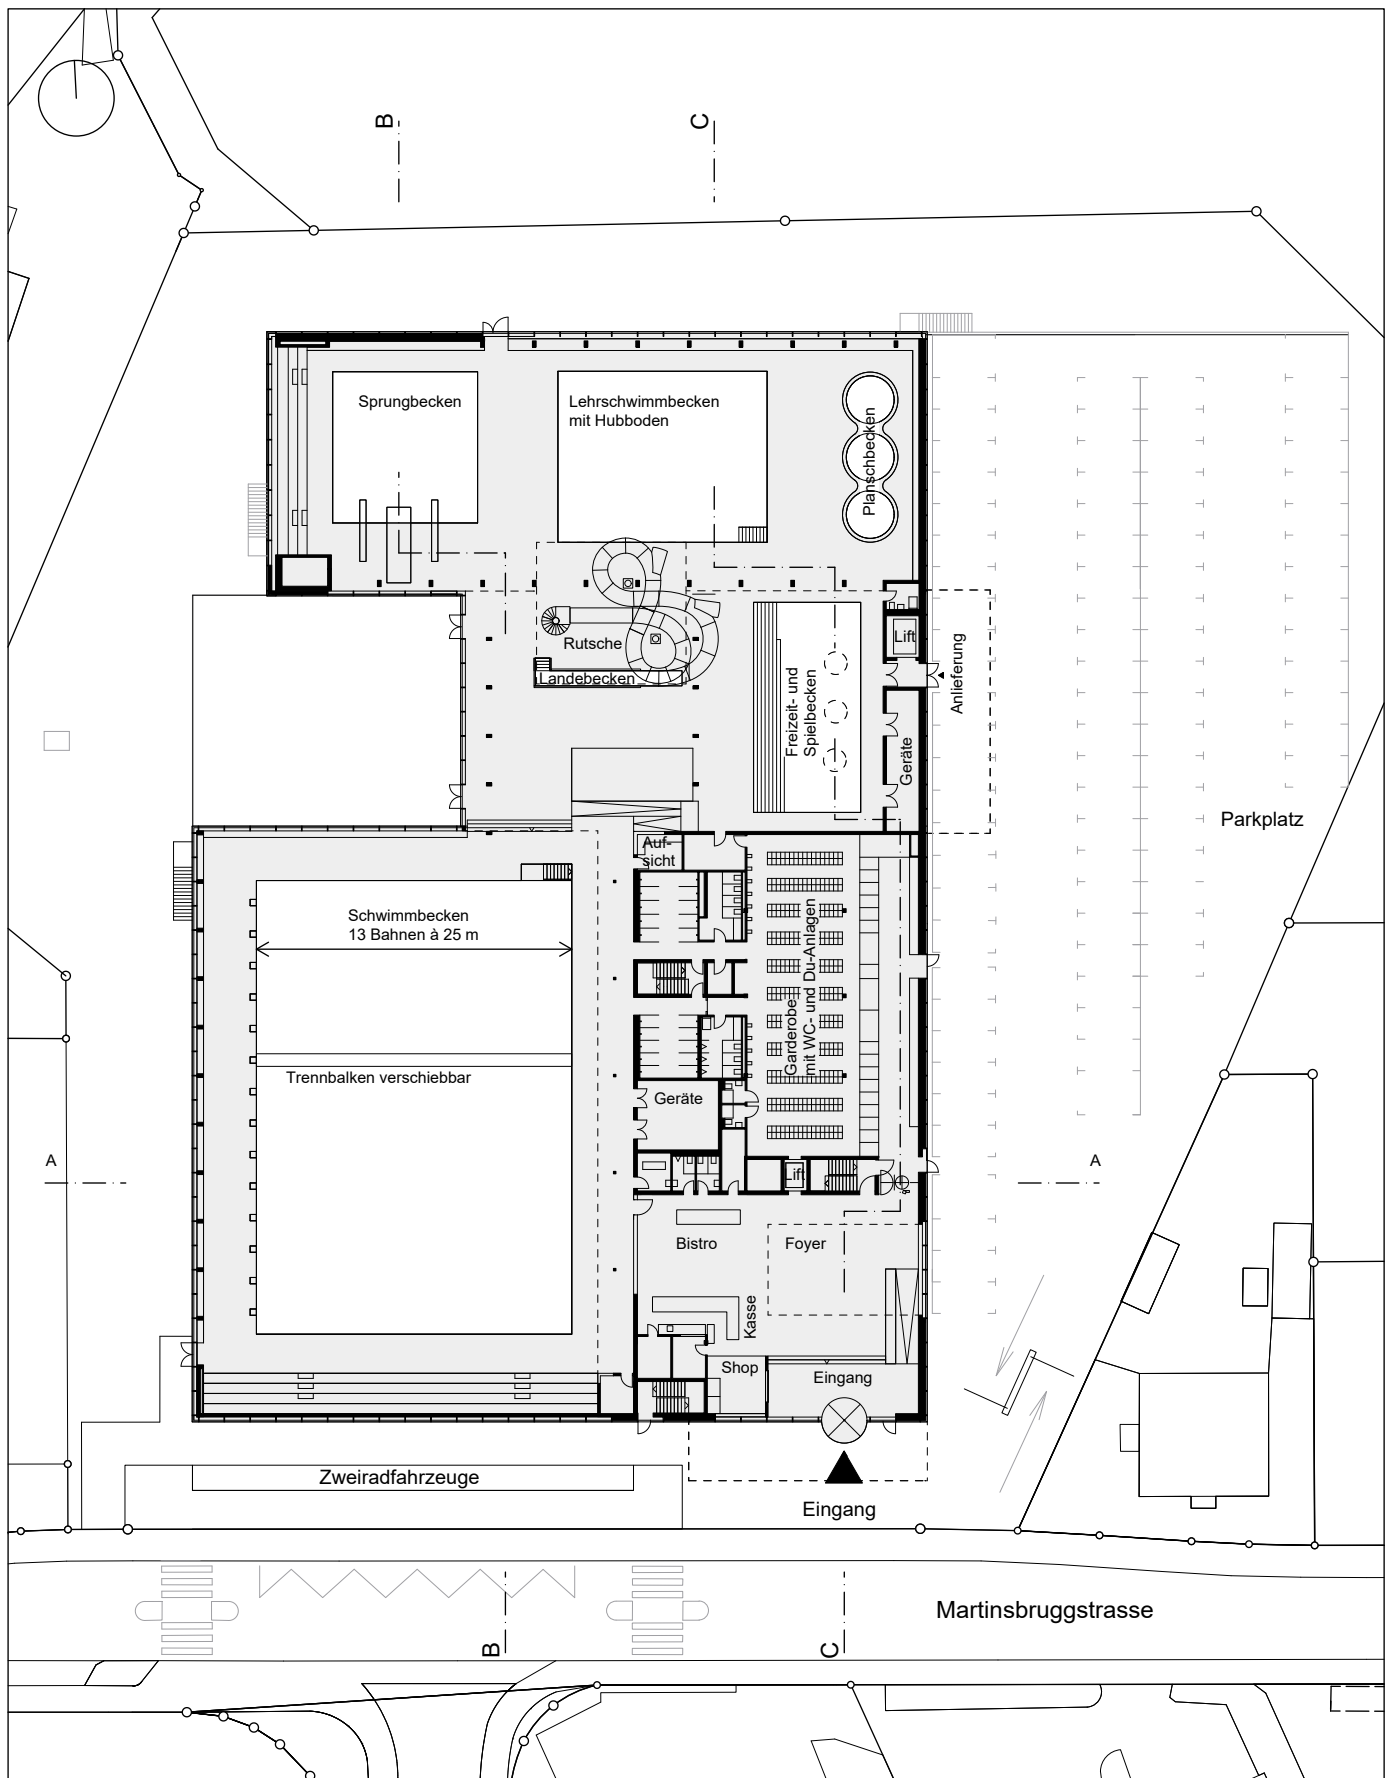 B
C
Sprungbecken
Lehrschwimmbecken
mit Hubboden
Planschbecken
Rutsche
Landebecken
Freizeit- und
Spielbecken
Lift
Anlieferung
Geräte
Parkplatz
Auf-
sicht
Schwimmbecken
13 Bahnen à 25 m
Garderobe
mit WC- und Du-Anlagen
Trennbalken verschiebbar
Geräte
A
A
Lift
Bistro
Foyer
Kasse
Shop
Eingang
Zweiradfahrzeuge
Eingang
Martinsbruggstrasse
B
C